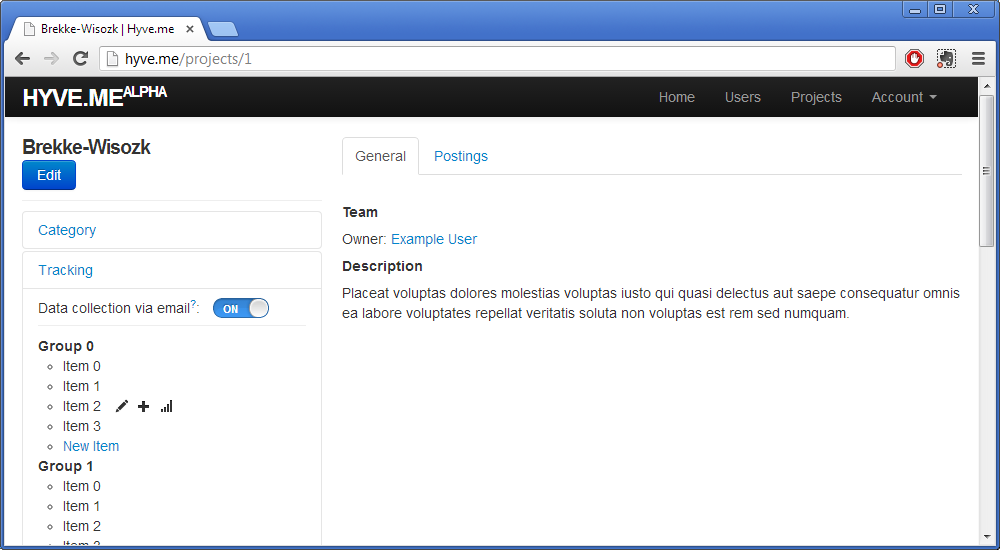 Brekke-Wisozk | Hyve.me
hyve.me/projects/1
HYVE.ME ALPHA
Home Users Projects Account
Brekke-Wisozk
Edit
Category
Tracking
Data collection via email?:
ON
Group 0
Item 0
Item 1
Item 2
Item 3
New Item
Group 1
Item 0
Item 1
Item 2
General Postings
Team
Owner: Example User
Description
Placeat voluptas dolores molestias voluptas iusto qui quasi delectus aut saepe consequatur omnis
ea labore voluptates repellat veritatis soluta non voluptas est rem sed numquam.